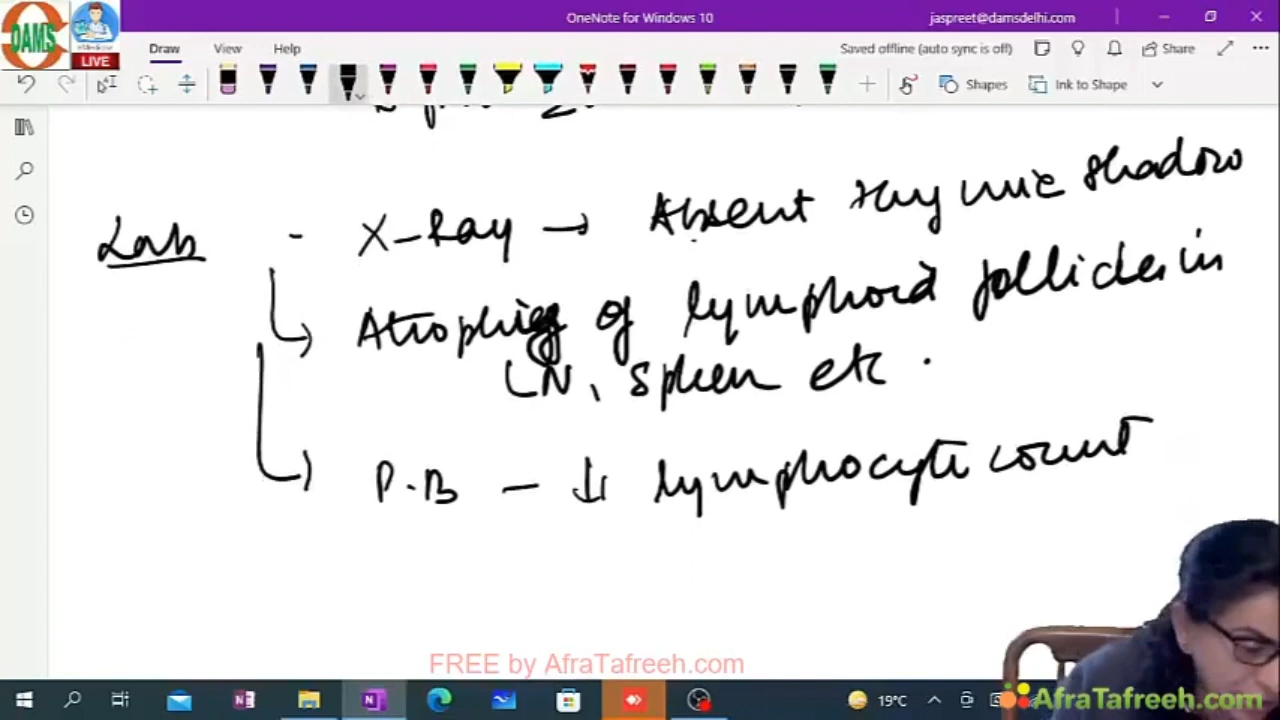 OneNote for Windows 10
jaspreet@damsdelhi.com
DAMS
eMedicoz
LIVE
Draw View Help
Saved offline (auto sync is off)
Share
Shapes
Ink to Shape
Lab - X-Ray → Absent thymic shadow
Atrophy of lymphoid follicles in
LN, spleen etc.
P.B - ↓ lymphocyte count
FREE by AfraTafreeh.com
19°C
AfraTafreeh.com